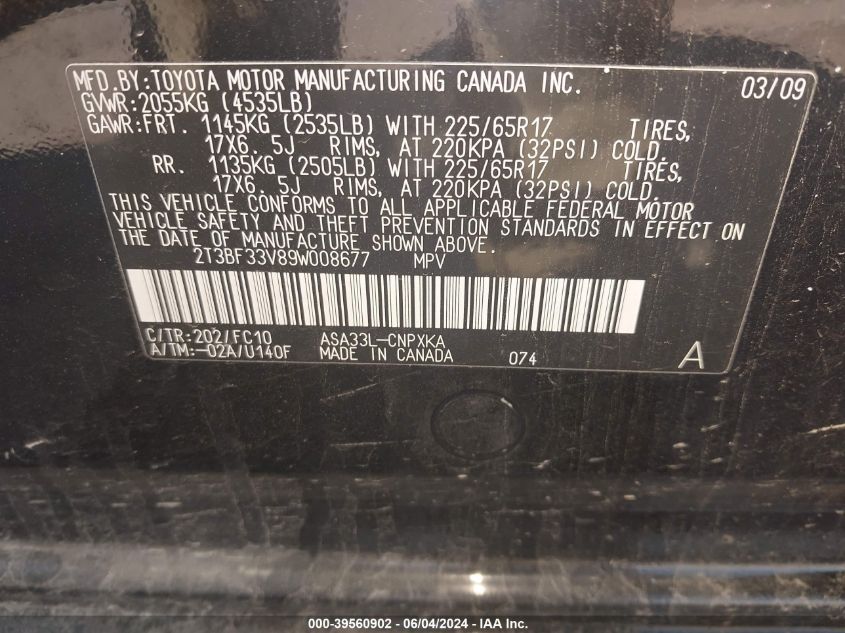 MFD.BY:TOYOTA MOTOR MANUFACTURING CANADA INC. 03/09
GVWR:2055KG (4535LB)
GAWR:FRT. 1145KG (2535LB) WITH 225/65R17 TIRES,
17X6. 5J RIMS, AT 220KPA (32PSI) COLD,
RR. 1135KG (2505LB) WITH 225/65R17 TIRES,
17X6. 5J RIMS, AT 220KPA (32PSI) COLD.
THIS VEHICLE CONFORMS TO ALL APPLICABLE FEDERAL MOTOR
VEHICLE SAFETY AND THEFT PREVENTION STANDARDS IN EFFECT ON
THE DATE OF MANUFACTURE SHOWN ABOVE.
2T3BF33V89W008677 MPV
C/TR:202/FC10 ASA33L-CNPXKA
A/TM:-02A/U140F MADE IN CANADA 074 A
000-39560902 - 06/04/2024 - IAA Inc.